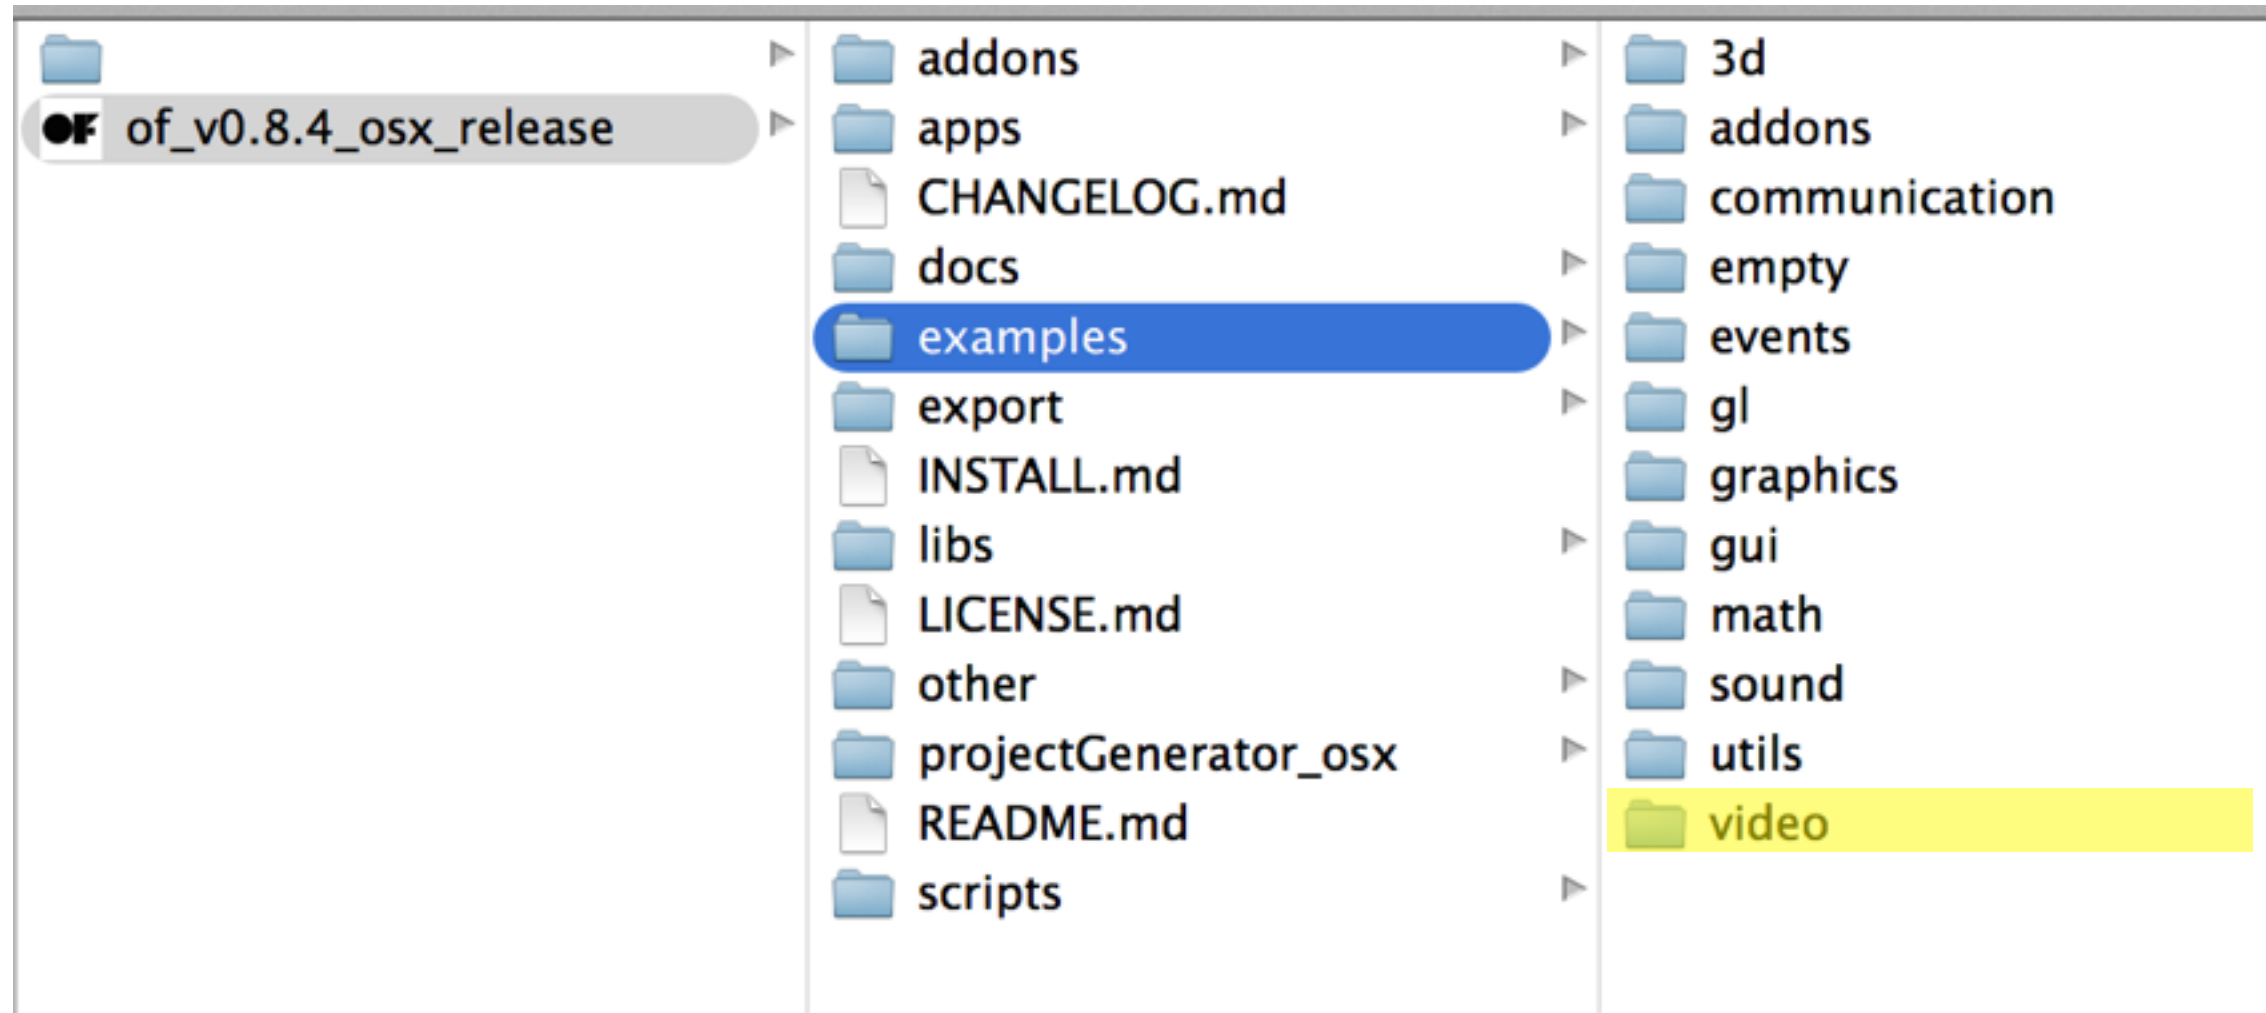 OF of_v0.8.4_osx_release
addons
apps
CHANGELOG.md
docs
examples
export
INSTALL.md
libs
LICENSE.md
other
projectGenerator_osx
README.md
scripts
3d
addons
communication
empty
events
gl
graphics
gui
math
sound
utils
video